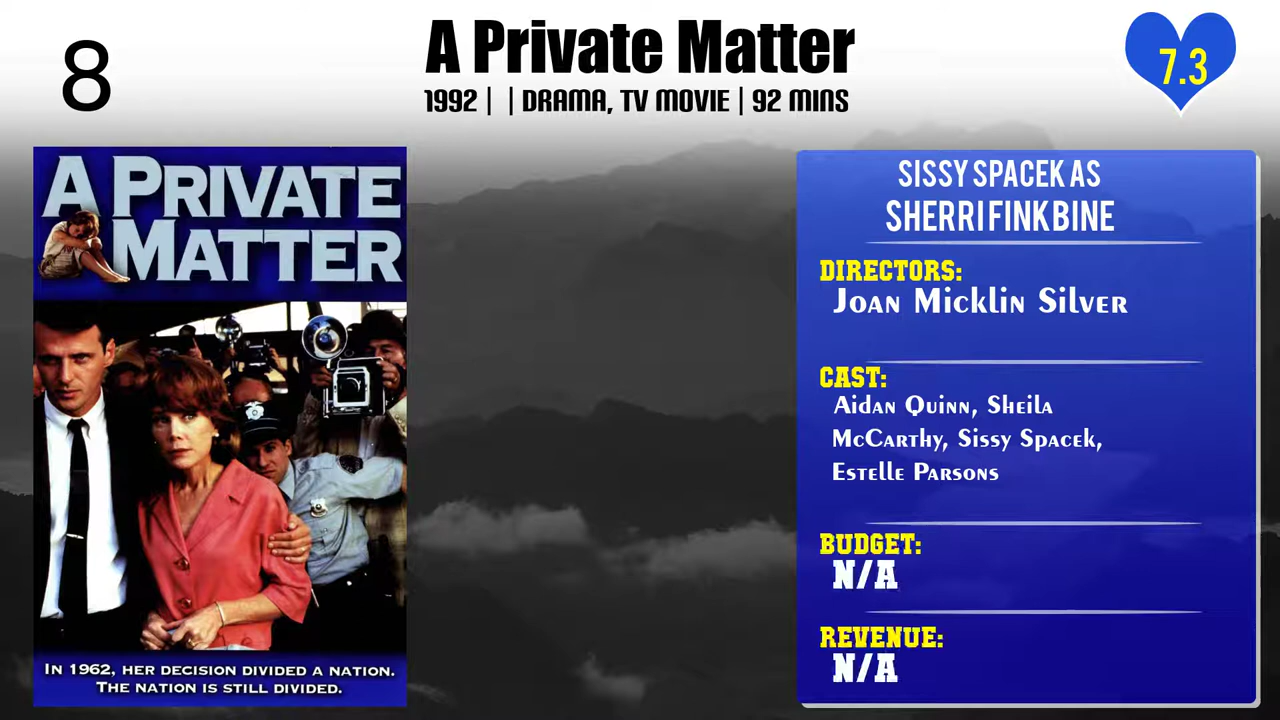 8
A Private Matter
1992 | | DRAMA, TV MOVIE | 92 MINS
7.3
A PRIVATE
MATTER
IN 1962, HER DECISION DIVIDED A NATION.
THE NATION IS STILL DIVIDED.
SISSY SPACEK AS
SHERRI FINKBINE
DIRECTORS:
Joan Micklin Silver
CAST:
Aidan Quinn, Sheila
McCarthy, Sissy Spacek,
Estelle Parsons
BUDGET:
N/A
REVENUE:
N/A